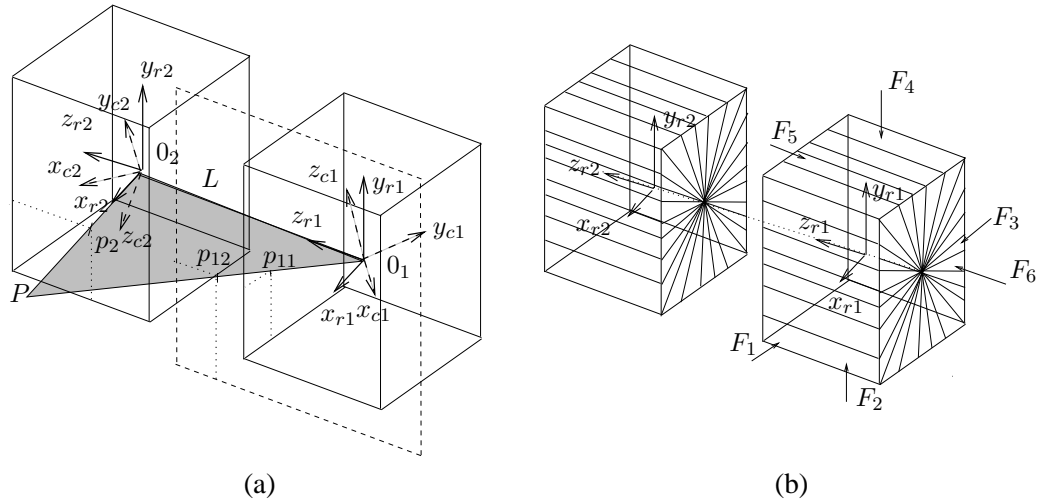 y_{r2}
y_{c2}
z_{r2}
0_2
x_{c2}
L
x_{r2}
z_{c1}
y_{r1}
z_{r1}
y_{c1}
p_2
z_{c2}
p_{12}
p_{11}
0_1
P
x_{r1}
x_{c1}
(a)
F_4
y_{r2}
F_5
z_{r2}
y_{r1}
x_{r2}
z_{r1}
F_3
F_6
x_{r1}
F_1
F_2
(b)